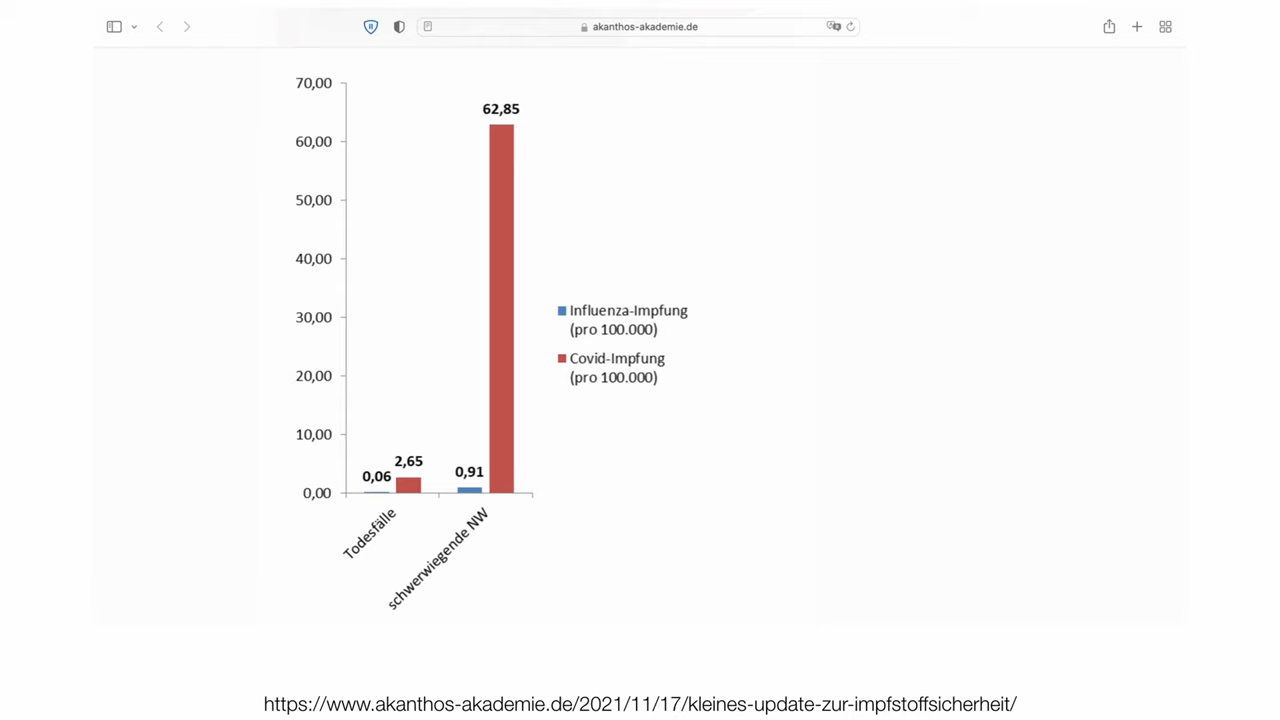 akanthos-akademie.de
70,00
60,00
50,00
40,00
30,00
20,00
10,00
0,00
62,85
0,06
2,65
0,91
Todesfälle
schwerwiegende NW
Influenza-Impfung
(pro 100.000)
Covid-Impfung
(pro 100.000)
https://www.akanthos-akademie.de/2021/11/17/kleines-update-zur-impfstoffsicherheit/